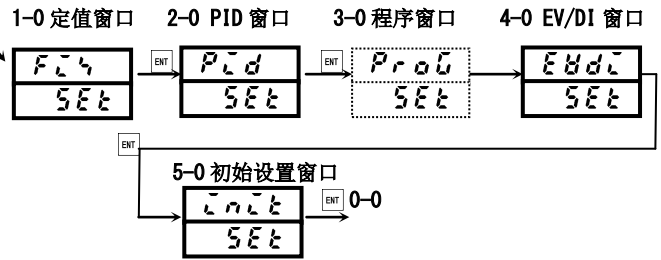 1-0 定值窗口 2-0 PID 窗口 3-0 程序窗口 4-0 EV/DI 窗口
ENT ENT
Fix Pid ProG EVdi
SEt SEt SEt SEt
ENT
5-0 初始设置窗口
init ENT 0-0
SEt